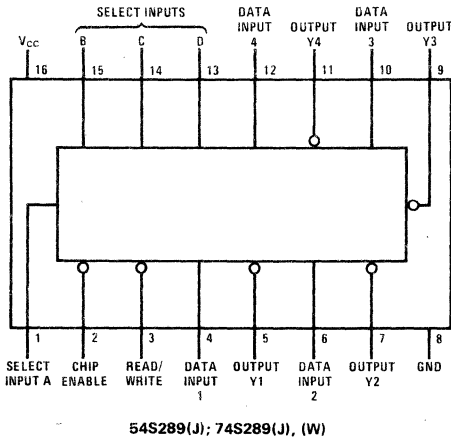 SELECT INPUTS
DATA INPUT 4
OUTPUT Y4
DATA INPUT 3
OUTPUT Y3
VCC
B
C
D
16 15 14 13 12 11 10 9
1 2 3 4 5 6 7 8
SELECT INPUT A
CHIP ENABLE
READ/ WRITE
DATA INPUT 1
OUTPUT Y1
DATA INPUT 2
OUTPUT Y2
GND
54S289(J); 74S289(J), (W)